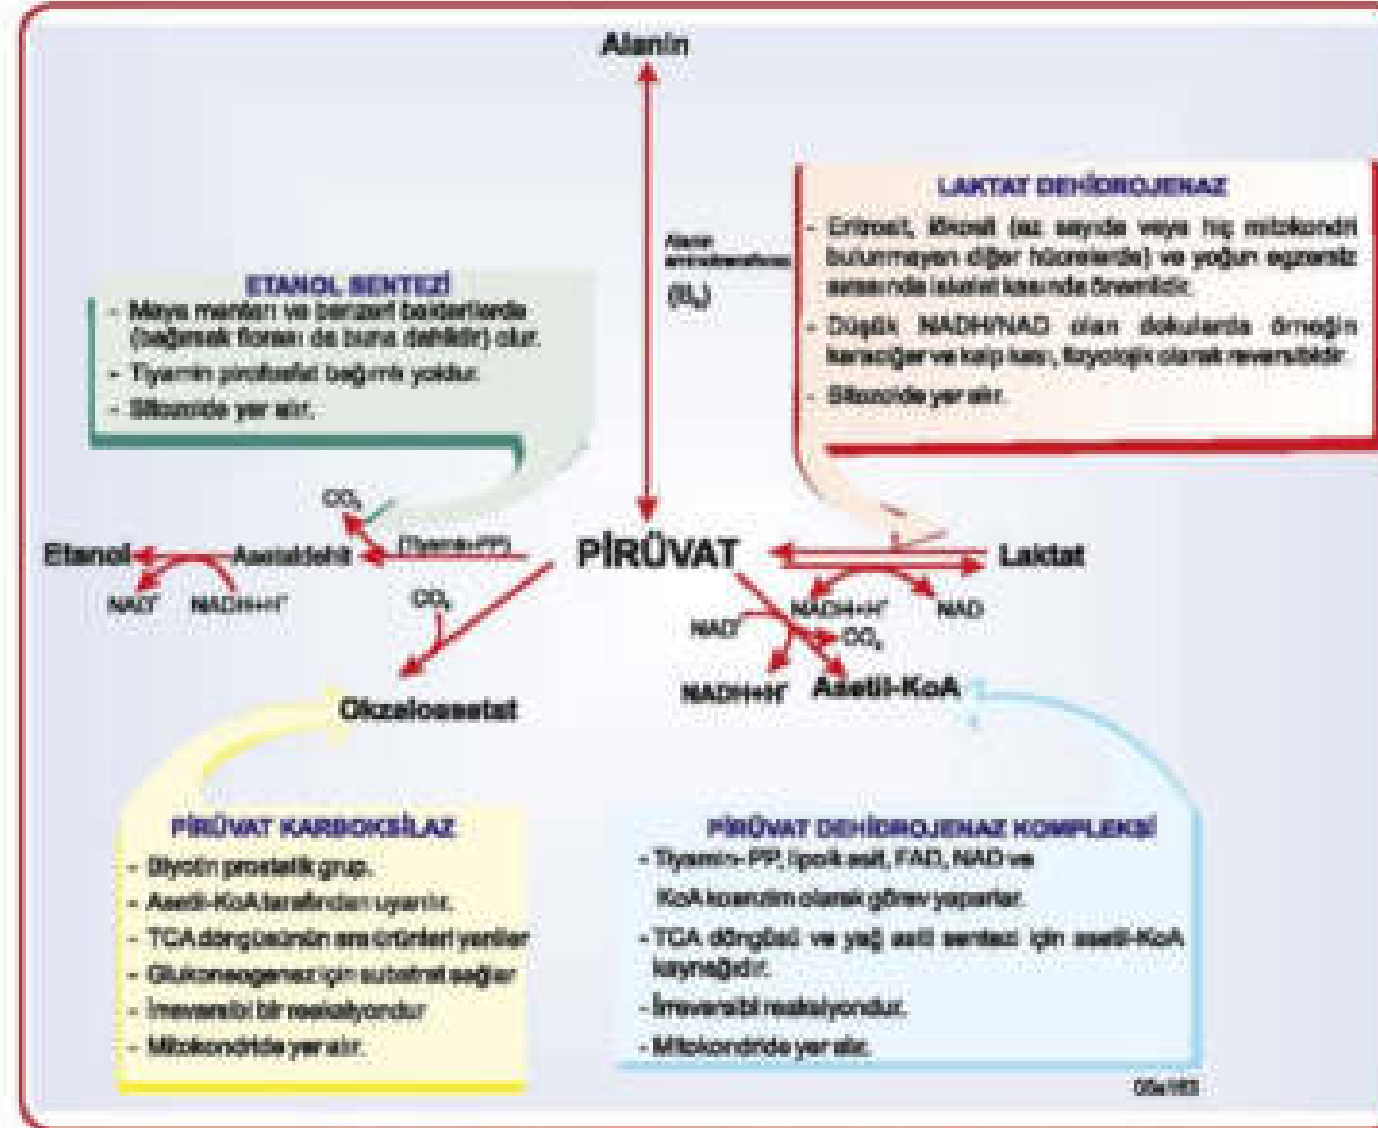 Alanin
LAKTAT DEHİDROJENAZ
- Eritrosit, lökosit (az sayıda veya hiç mitokondri
bulunmayan diğer hücrelerde) ve yoğun egzersiz
sırasında iskelet kasında önemlidir.
- Düşük NADH/NAD olan dokularda örneğin
karaciğer ve kalp kası, fizyolojik olarak reversibldir.
- Sitozolde yer alır.
Alanin
(B₆)
ETANOL SENTEZİ
- Maya mantarı ve benzeri
(bağırsak florası da buna dahildir) olur.
- Tiyamin pirofosfat bağımlı yoldur.
- Sitozolde yer alır.
CO₂
Etanol
Asetaldehit
(Tiyamin-PP)
PİRÜVAT
Laktat
NAD⁺
NADH+H⁺
CO₂
NAD⁺
NADH+H⁺
NAD
CO₂
NADH+H⁺
Asetil-KoA
Okzaloasetat
PİRÜVAT KARBOKSİLAZ
- Biyotin prostetik grup.
- Asetil-KoA tarafından uyarılır.
- TCA döngüsünün ara ürünleri yeniler
- Glukoneogenez için substrat sağlar
- İrreversibl bir reaksiyondur
- Mitokondride yer alır.
PİRÜVAT DEHİDROJENAZ KOMPLEKSİ
- Tiyamin- PP, lipoik asit, FAD, NAD ve
KoA koenzim olarak görev yaparlar.
- TCA döngüsü ve yağ asiti sentezi için asetil-KoA
kaynağıdır.
- İrreversibl reaksiyondur.
- Mitokondride yer alır.